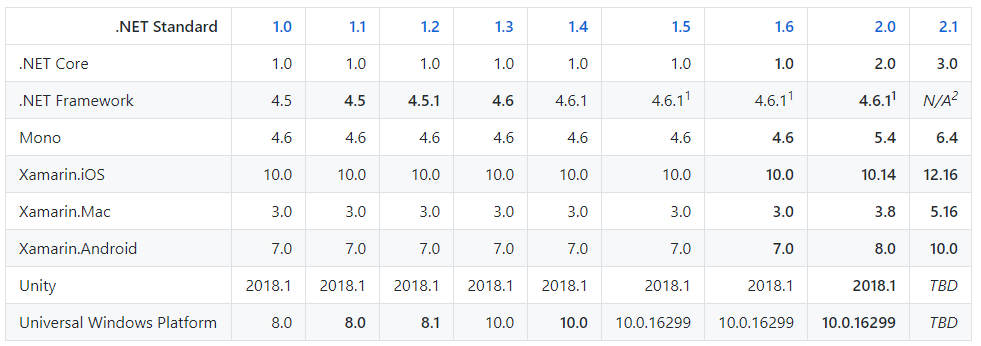 .NET Standard 1.0 1.1 1.2 1.3 1.4 1.5 1.6 2.0 2.1
.NET Core 1.0 1.0 1.0 1.0 1.0 1.0 1.0 2.0 3.0
.NET Framework 4.5 4.5 4.5.1 4.6 4.6.1 4.6.1¹ 4.6.1¹ 4.6.1¹ N/A²
Mono 4.6 4.6 4.6 4.6 4.6 4.6 4.6 5.4 6.4
Xamarin.iOS 10.0 10.0 10.0 10.0 10.0 10.0 10.0 10.14 12.16
Xamarin.Mac 3.0 3.0 3.0 3.0 3.0 3.0 3.0 3.8 5.16
Xamarin.Android 7.0 7.0 7.0 7.0 7.0 7.0 7.0 8.0 10.0
Unity 2018.1 2018.1 2018.1 2018.1 2018.1 2018.1 2018.1 2018.1 TBD
Universal Windows Platform 8.0 8.0 8.1 10.0 10.0 10.0.16299 10.0.16299 10.0.16299 TBD